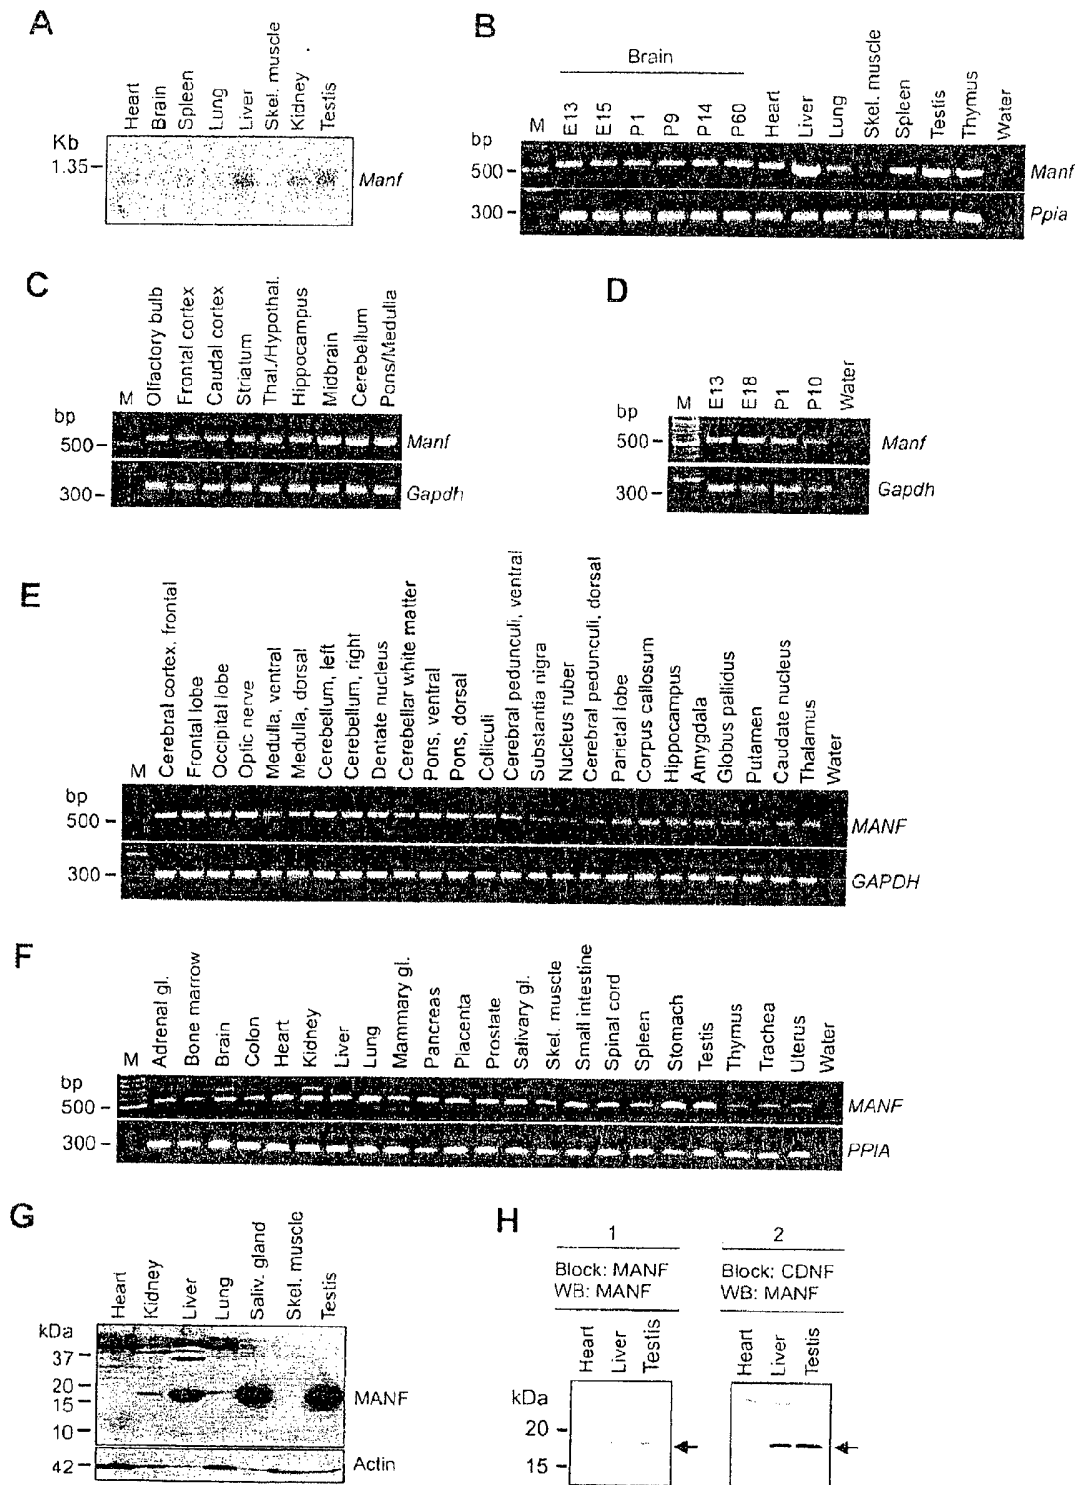 A
Heart
Brain
Spleen
Lung
Liver
Skel. muscle
Kidney
Testis
Kb
1.35
Manf
B
Brain
M
E13
E15
P1
P9
P14
P60
Heart
Liver
Lung
Skel. muscle
Spleen
Testis
Thymus
Water
bp
500
Manf
300
Ppia
C
M
Olfactory bulb
Frontal cortex
Caudal cortex
Striatum
Thal./Hypothal.
Hippocampus
Midbrain
Cerebellum
Pons/Medulla
bp
500
Manf
300
Gapdh
D
M
E13
E18
P1
P10
Water
bp
500
Manf
300
Gapdh
E
M
Cerebral cortex, frontal
Frontal lobe
Occipital lobe
Optic nerve
Medulla, ventral
Medulla, dorsal
Cerebellum, left
Cerebellum, right
Dentate nucleus
Cerebellar white matter
Pons, ventral
Pons, dorsal
Colliculi
Cerebral pedunculi, ventral
Substantia nigra
Nucleus ruber
Cerebral pedunculi, dorsal
Parietal lobe
Corpus callosum
Hippocampus
Amygdala
Globus pallidus
Putamen
Caudate nucleus
Thalamus
Water
bp
500
MANF
300
GAPDH
F
M
Adrenal gl.
Bone marrow
Brain
Colon
Heart
Kidney
Liver
Lung
Mammary gl.
Pancreas
Placenta
Prostate
Salivary gl.
Skel. muscle
Small intestine
Spinal cord
Spleen
Stomach
Testis
Thymus
Trachea
Uterus
Water
bp
500
MANF
300
PPIA
G
Heart
Kidney
Liver
Lung
Saliv. gland
Skel. muscle
Testis
kDa
37
20
15
10
MANF
42
Actin
H
1
Block: MANF
WB: MANF
Heart
Liver
Testis
2
Block: CDNF
WB: MANF
Heart
Liver
Testis
kDa
20
15